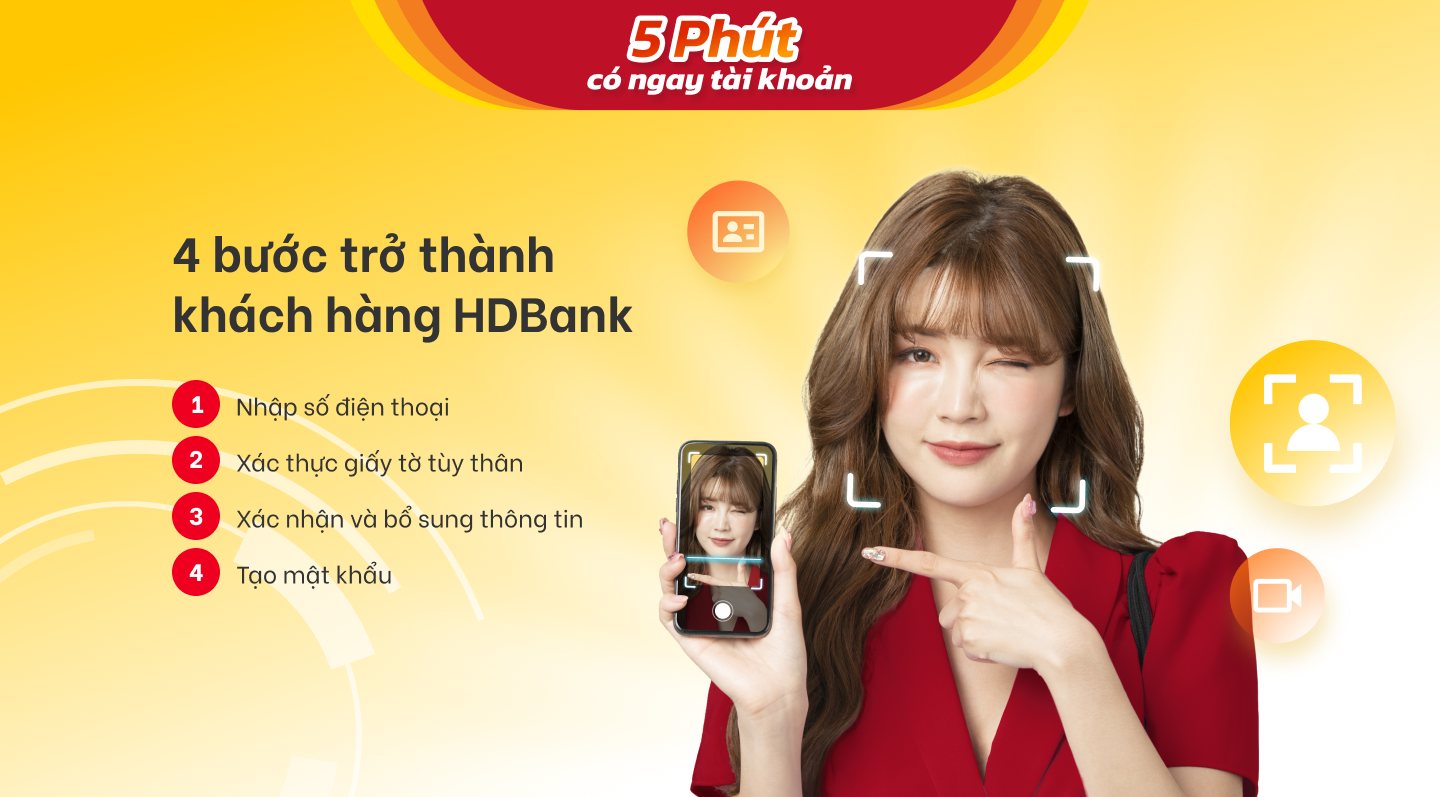 5 Phút
có ngay tài khoản
4 bước trở thành
khách hàng HDBank
1 Nhập số điện thoại
2 Xác thực giấy tờ tùy thân
3 Xác nhận và bổ sung thông tin
4 Tạo mật khẩu